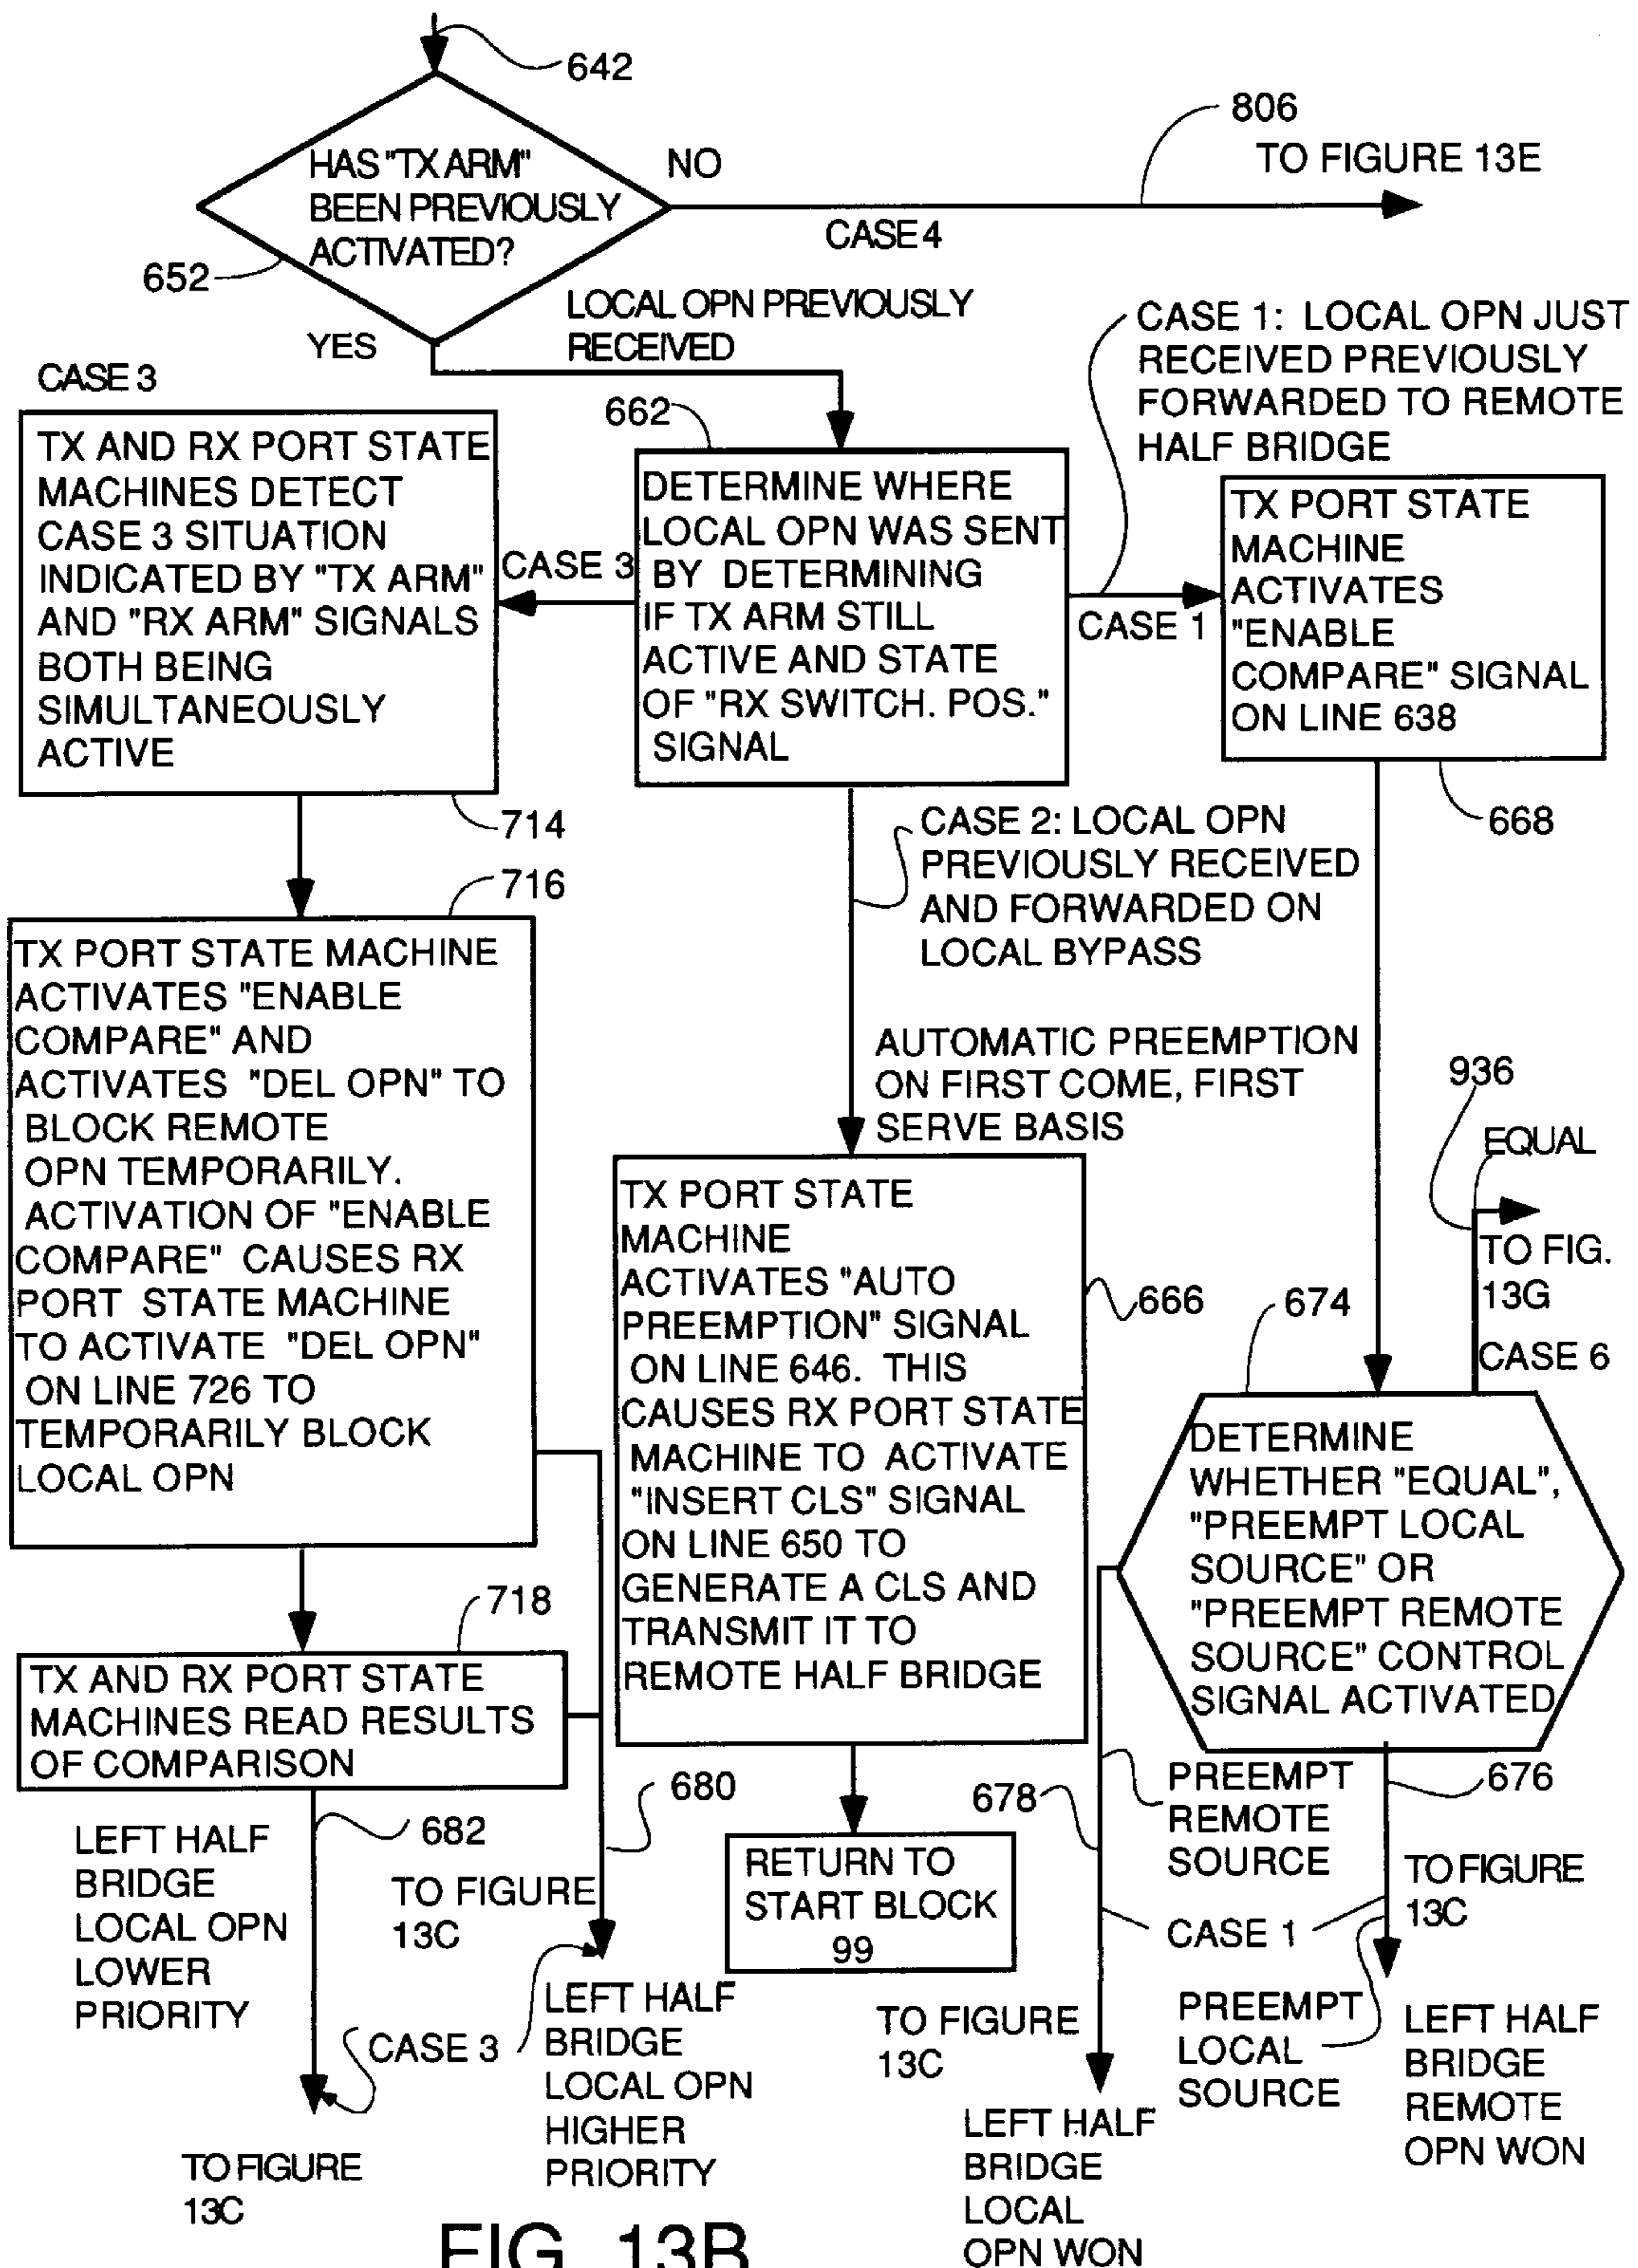 642
HAS "TX ARM"
BEEN PREVIOUSLY
ACTIVATED?
652
NO
CASE 4
806
TO FIGURE 13E
YES
LOCAL OPN PREVIOUSLY
RECEIVED
662
DETERMINE WHERE
LOCAL OPN WAS SENT
BY DETERMINING
IF TX ARM STILL
ACTIVE AND STATE
OF "RX SWITCH. POS."
SIGNAL
CASE 3
CASE 3
TX AND RX PORT STATE
MACHINES DETECT
CASE 3 SITUATION
INDICATED BY "TX ARM"
AND "RX ARM" SIGNALS
BOTH BEING
SIMULTANEOUSLY
ACTIVE
714
CASE 1: LOCAL OPN JUST
RECEIVED PREVIOUSLY
FORWARDED TO REMOTE
HALF BRIDGE
CASE 1
TX PORT STATE
MACHINE
ACTIVATES
"ENABLE
COMPARE" SIGNAL
ON LINE 638
668
716
TX PORT STATE MACHINE
ACTIVATES "ENABLE
COMPARE" AND
ACTIVATES "DEL OPN" TO
BLOCK REMOTE
OPN TEMPORARILY.
ACTIVATION OF "ENABLE
COMPARE" CAUSES RX
PORT STATE MACHINE
TO ACTIVATE "DEL OPN"
ON LINE 726 TO
TEMPORARILY BLOCK
LOCAL OPN
CASE 2: LOCAL OPN
PREVIOUSLY RECEIVED
AND FORWARDED ON
LOCAL BYPASS
AUTOMATIC PREEMPTION
ON FIRST COME, FIRST
SERVE BASIS
TX PORT STATE
MACHINE
ACTIVATES "AUTO
PREEMPTION" SIGNAL
ON LINE 646. THIS
CAUSES RX PORT STATE
MACHINE TO ACTIVATE
"INSERT CLS" SIGNAL
ON LINE 650 TO
GENERATE A CLS AND
TRANSMIT IT TO
REMOTE HALF BRIDGE
666
936
EQUAL
TO FIG.
13G
CASE 6
674
DETERMINE
WHETHER "EQUAL",
"PREEMPT LOCAL
SOURCE" OR
"PREEMPT REMOTE
SOURCE" CONTROL
SIGNAL ACTIVATED
718
TX AND RX PORT STATE
MACHINES READ RESULTS
OF COMPARISON
682
LEFT HALF
BRIDGE
LOCAL OPN
LOWER
PRIORITY
TO FIGURE
13C
680
TO FIGURE
13C
CASE 3
LEFT HALF
BRIDGE
LOCAL OPN
HIGHER
PRIORITY
RETURN TO
START BLOCK
99
678
PREEMPT
REMOTE
SOURCE
CASE 1
TO FIGURE
13C
LEFT HALF
BRIDGE
LOCAL
OPN WON
676
TO FIGURE
13C
PREEMPT
LOCAL
SOURCE
LEFT HALF
BRIDGE
REMOTE
OPN WON
FIG. 13B